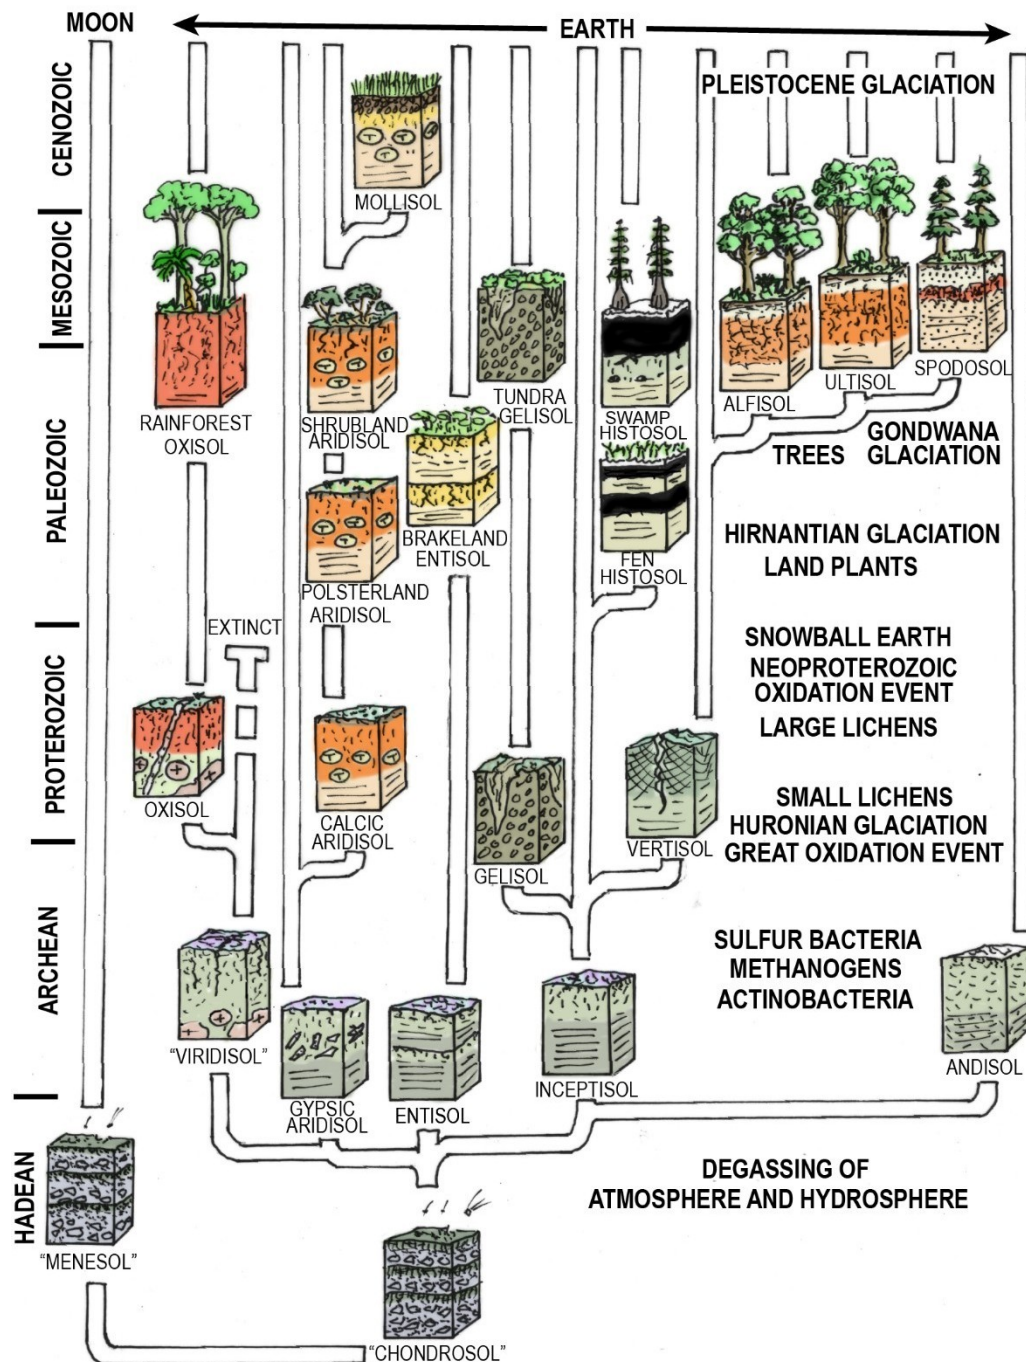 MOON
EARTH
PLEISTOCENE GLACIATION
CENOZOIC
MOLLISOL
MESOZOIC
RAINFOREST
OXISOL
SHRUBLAND
ARIDISOL
TUNDRA
GELISOL
SWAMP
HISTOSOL
ALFISOL
ULTISOL
SPODOSOL
TREES
GONDWANA
GLACIATION
PALEOZOIC
POLSTERLAND
ARIDISOL
BRAKELAND
ENTISOL
FEN
HISTOSOL
HIRNANTIAN GLACIATION
LAND PLANTS
EXTINCT
PROTEROZOIC
SNOWBALL EARTH
NEOPROTEROZOIC
OXIDATION EVENT
LARGE LICHENS
OXISOL
CALCIC
ARIDISOL
GELISOL
VERTISOL
SMALL LICHENS
HURONIAN GLACIATION
GREAT OXIDATION EVENT
ARCHEAN
SULFUR BACTERIA
METHANOGENS
ACTINOBACTERIA
"VIRIDISOL"
GYPSIC
ARIDISOL
ENTISOL
INCEPTISOL
ANDISOL
HADEAN
DEGASSING OF
ATMOSPHERE AND HYDROSPHERE
"MENESOL"
"CHONDROSOL"